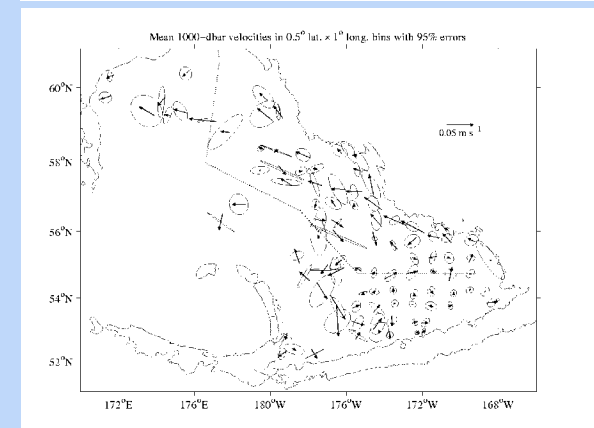 Mean 1000-dbar velocities in 0.5° lat. × 1° long. bins with 95% errors
60°N
0.05 m s⁻¹
58°N
56°N
54°N
52°N
172°E 176°E 180°W 176°W 172°W 168°W